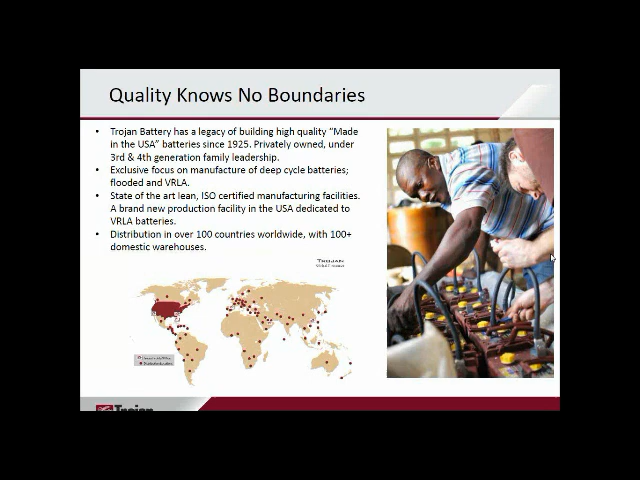 Quality Knows No Boundaries
• Trojan Battery has a legacy of building high quality “Made
in the USA” batteries since 1925. Privately owned, under
3rd & 4th generation family leadership.
• Exclusive focus on manufacture of deep cycle batteries;
flooded and VRLA.
• State of the art lean, ISO certified manufacturing facilities.
A brand new production facility in the USA dedicated to
VRLA batteries.
• Distribution in over 100 countries worldwide, with 100+
domestic warehouses.
TROJAN
Trojan